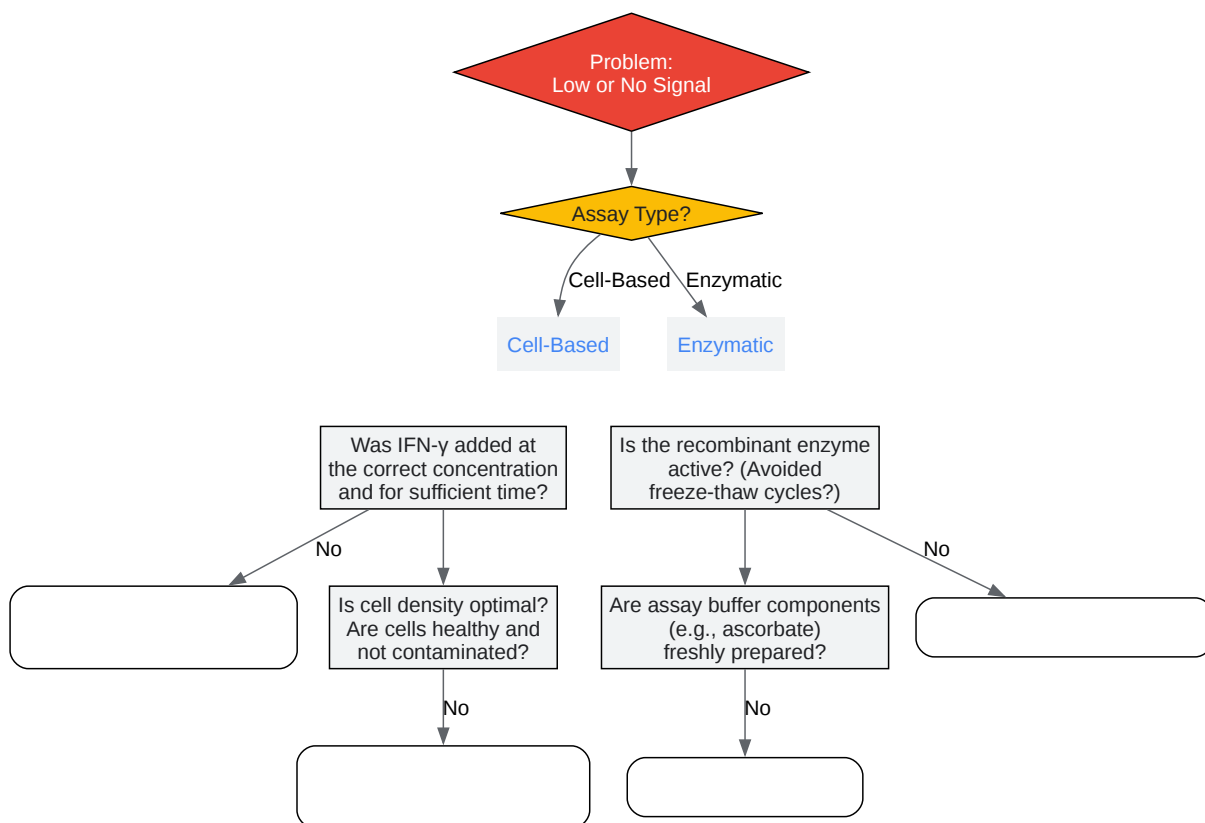 Problem:
Low or No Signal
Assay Type?
Cell-Based
Enzymatic
Cell-Based
Enzymatic
Was IFN-γ added at
the correct concentration
and for sufficient time?
Is the recombinant enzyme
active? (Avoided
freeze-thaw cycles?)
No
No
Is cell density optimal?
Are cells healthy and
not contaminated?
Are assay buffer components
(e.g., ascorbate)
freshly prepared?
No
No